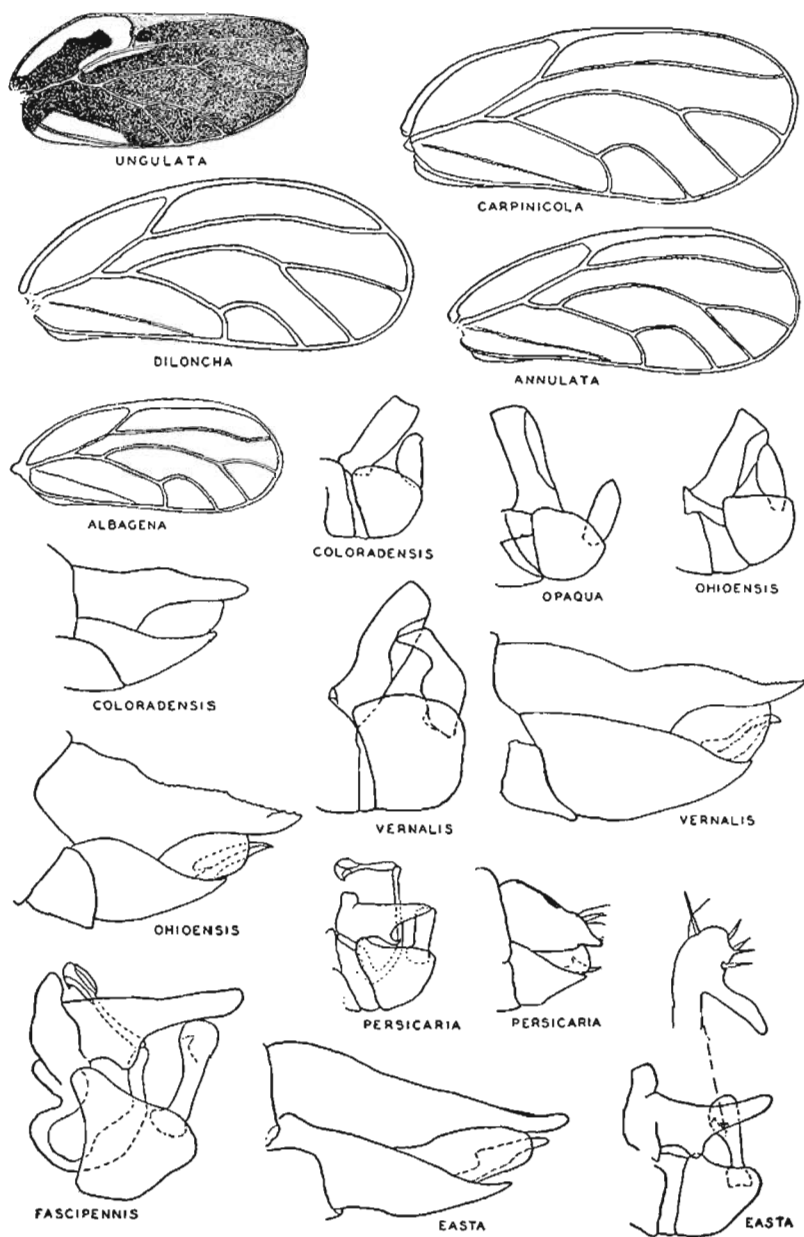 UNGULATA
CARPINICOLA
DILONCHA
ANNULATA
ALBAGENA
COLORADENSIS
OPAQUA
OHIOENSIS
COLORADENSIS
VERNALIS
VERNALIS
OHIOENSIS
PERSICARIA
PERSICARIA
FASCIPENNIS
EASTA
EASTA